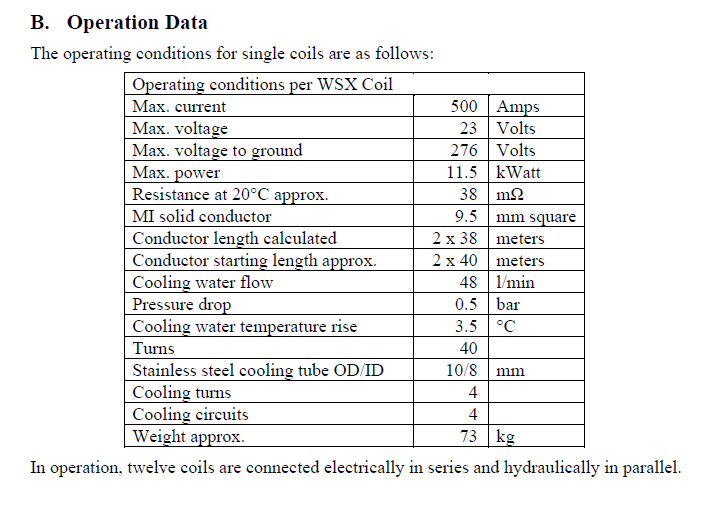 B. Operation Data
The operating conditions for single coils are as follows:
Operating conditions per WSX Coil
Max. current 500 Amps
Max. voltage 23 Volts
Max. voltage to ground 276 Volts
Max. power 11.5 kWatt
Resistance at 20°C approx. 38 mΩ
MI solid conductor 9.5 mm square
Conductor length calculated 2 x 38 meters
Conductor starting length approx. 2 x 40 meters
Cooling water flow 48 l/min
Pressure drop 0.5 bar
Cooling water temperature rise 3.5 °C
Turns 40
Stainless steel cooling tube OD/ID 10/8 mm
Cooling turns 4
Cooling circuits 4
Weight approx. 73 kg
In operation, twelve coils are connected electrically in series and hydraulically in parallel.